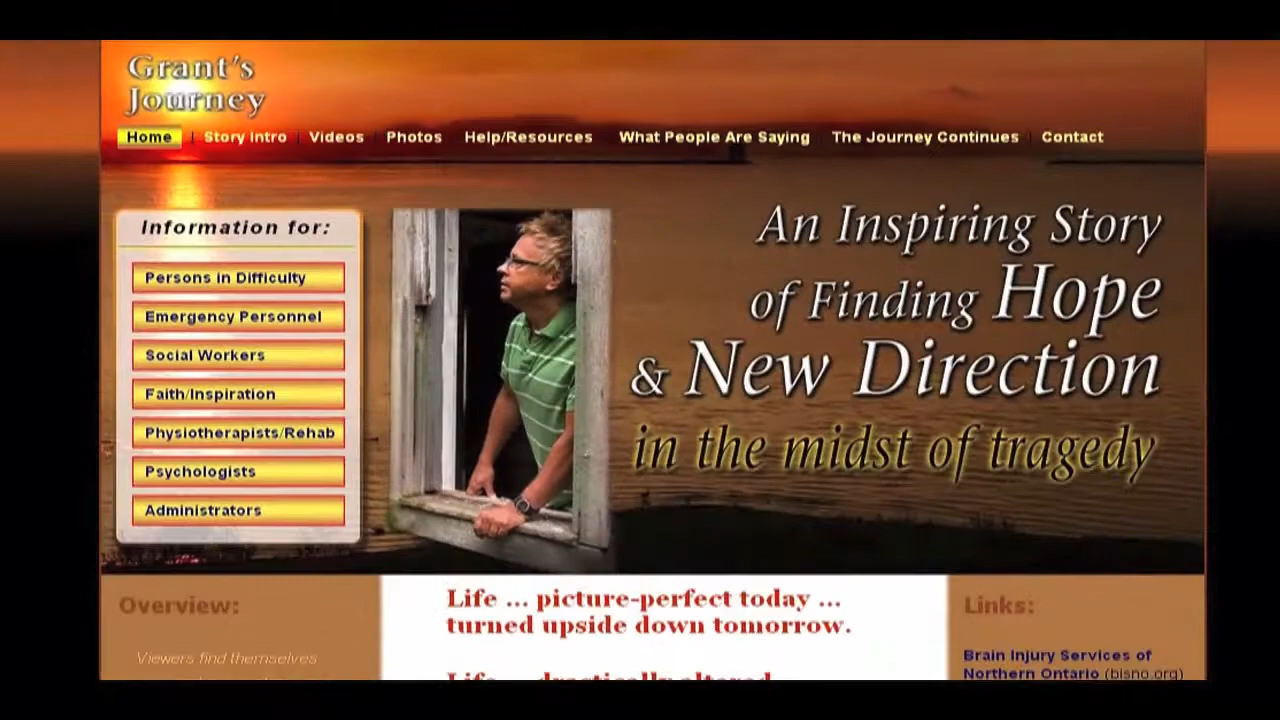 Grant's
Journey
Home | Story Intro | Videos | Photos Help/Resources What People Are Saying The Journey Continues | Contact
Information for:
Persons in Difficulty
Emergency Personnel
Social Workers
Faith/Inspiration
Physiotherapists/Rehab
Psychologists
Administrators
An Inspiring Story
of Finding Hope
& New Direction
in the midst of tragedy
Overview:
Viewers find themselves
Life ... picture-perfect today ...
turned upside down tomorrow.
Life ... drastically altered
Links:
Brain Injury Services of
Northern Ontario (bisno.org)